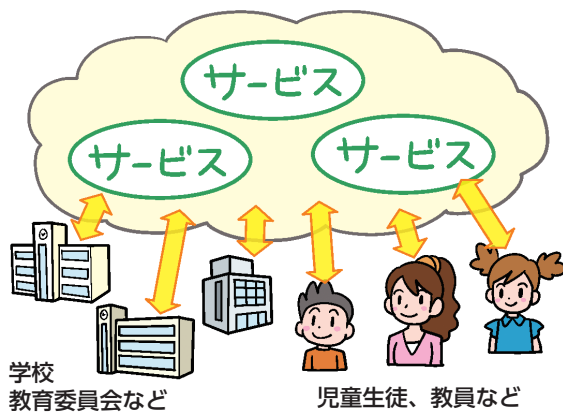 サービス
サービス
サービス
学校
教育委員会など
児童生徒、教員など